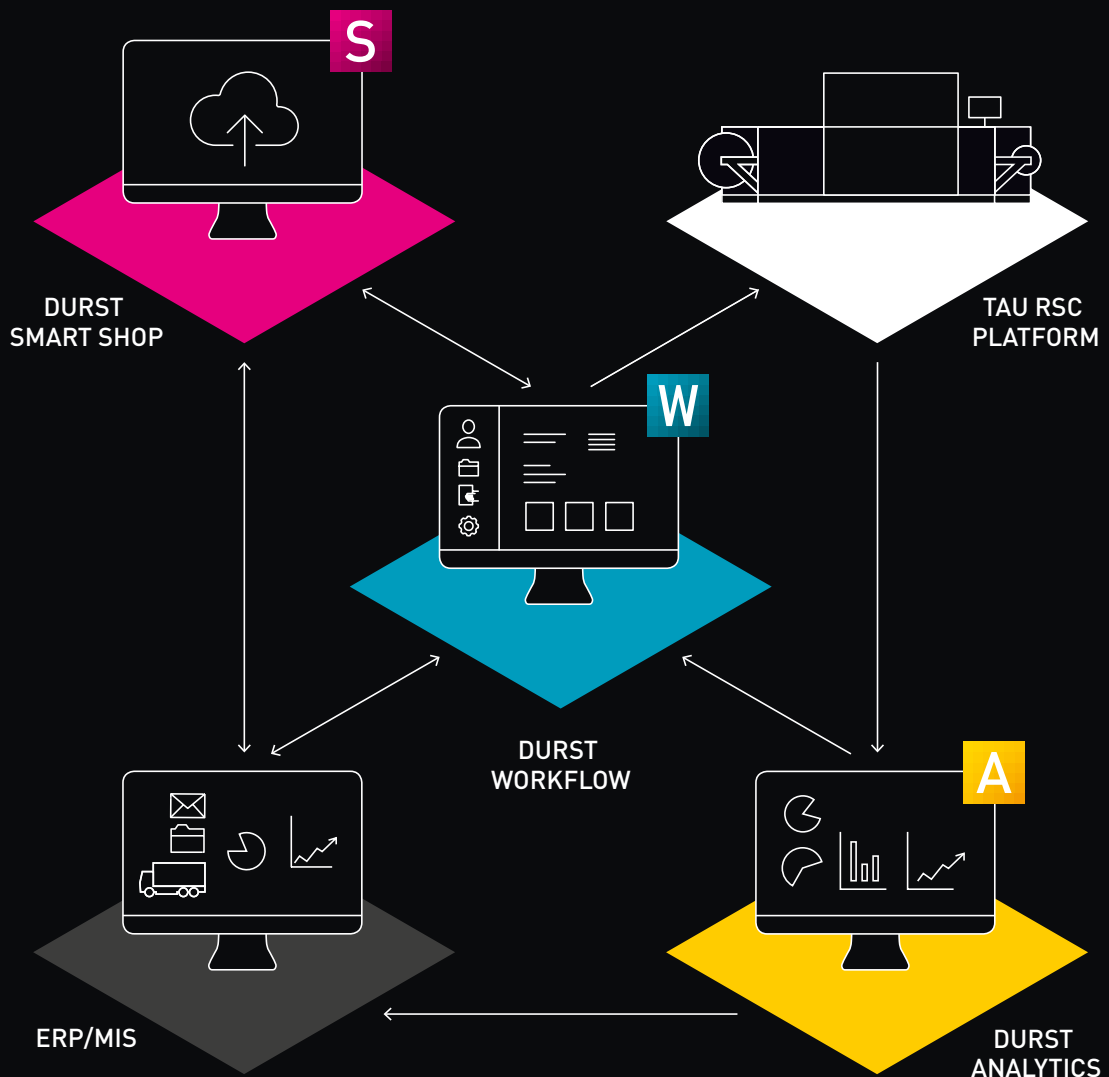 S
DURST
SMART SHOP
TAU RSC
PLATFORM
W
DURST
WORKFLOW
A
ERP/MIS
DURST
ANALYTICS